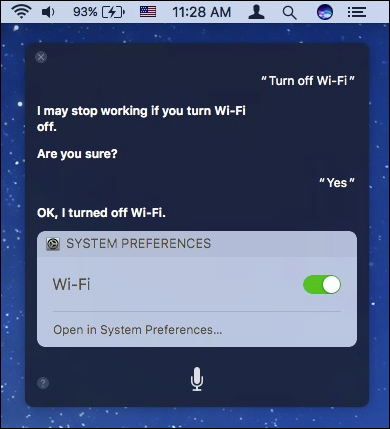 93% 11:28 AM
“Turn off Wi-Fi”
I may stop working if you turn Wi-Fi
off.
Are you sure?
“Yes”
OK, I turned off Wi-Fi.
SYSTEM PREFERENCES
Wi-Fi
Open in System Preferences...
?